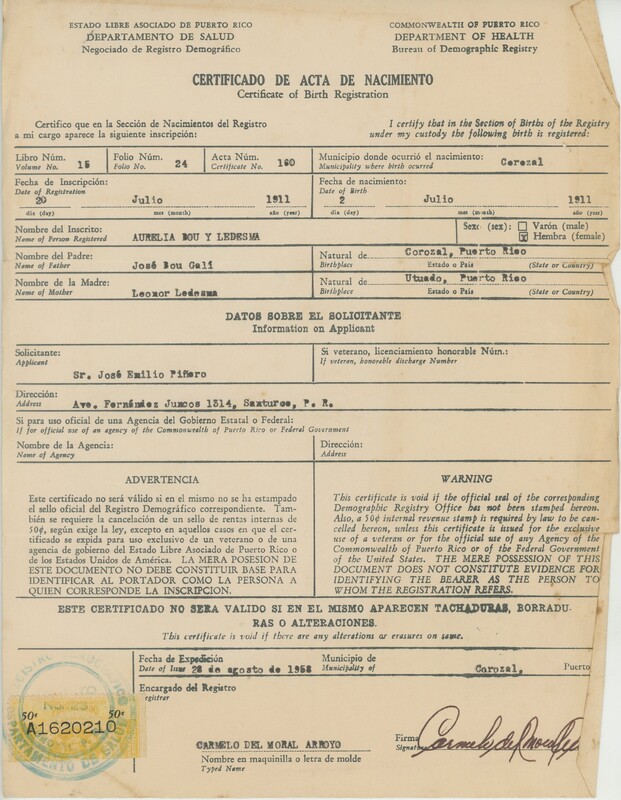 ESTADO LIBRE ASOCIADO DE PUERTO RICO
DEPARTAMENTO DE SALUD
Negociado de Registro Demográfico
COMMONWEALTH OF PUERTO RICO
DEPARTMENT OF HEALTH
Bureau of Demographic Registry
CERTIFICADO DE ACTA DE NACIMIENTO
Certificate of Birth Registration
Certifico que en la Sección de Nacimientos del Registro
a mi cargo aparece la siguiente inscripción:
I certify that in the Section of Births of the Registry
under my custody the following birth is registered:
Libro Núm.
Volume No. 15
Folio Núm.
Folio No. 24
Acta Núm.
Certificate No. 160
Municipio donde ocurrió el nacimiento:
Municipality where birth ocurred Corozal
Fecha de Inscripción:
Date of Registration
20 Julio 1911
día (day) mes (month) año (year)
Fecha de nacimiento:
Date of Birth
2 Julio 1911
día (day) mes (month) año (year)
Nombre del Inscrito:
Name of Person Registered AURELIA BOU Y LEDESMA
Sexo (sex): Varón (male)
X Hembra (female)
Nombre del Padre:
Name of Father José Bou Galí
Natural de Corozal, Puerto Rico
Birthplace Estado o País (State or Country)
Nombre de la Madre:
Name of Mother Leonor Ledesma
Natural de Utuado, Puerto Rico
Birthplace Estado o País (State or Country)
DATOS SOBRE EL SOLICITANTE
Information on Applicant
Solicitante:
Applicant
Sr. José Emilio Piñero
Si veterano, licenciamiento honorable Núm.:
If veteran, honorable discharge Number
Dirección:
Address Ave. Fernández Juncos 1314, Santurce, P. R.
Si para uso oficial de una Agencia del Gobierno Estatal o Federal:
If for official use of an agency of the Commonwealth of Puerto Rico or Federal Government
Nombre de la Agencia:
Name of Agency
Dirección:
Address
ADVERTENCIA
Este certificado no será válido si en el mismo no se ha estampado
el sello oficial del Registro Demográfico correspondiente. Tam-
bién se requiere la cancelación de un sello de rentas internas de
50¢, según exige la ley, excepto en aquellos casos en que el cer-
tificado se expida para uso exclusivo de un veterano o de una
agencia de gobierno del Estado Libre Asociado de Puerto Rico o
de los Estados Unidos de América. LA MERA POSESION DE
ESTE DOCUMENTO NO DEBE CONSTITUIR BASE PARA
IDENTIFICAR AL PORTADOR COMO LA PERSONA A
QUIEN CORRESPONDE LA INSCRIPCION.
WARNING
This certificate is void if the official seal of the corresponding
Demographic Registry Office has not been stamped hereon.
Also, a 50¢ internal revenue stamp is required by law to be can-
celled hereon, unless this certificate is issued for the exclusive
use of a veteran or for the official use of any Agency of the
Commonwealth of Puerto Rico or of the Federal Government
of the United States. THE MERE POSSESSION OF THIS
DOCUMENT DOES NOT CONSTITUTE EVIDENCE FOR
IDENTIFYING THE BEARER AS THE PERSON TO
WHOM THE REGISTRATION REFERS.
ESTE CERTIFICADO NO SERA VALIDO SI EN EL MISMO APARECEN TACHADURAS, BORRADU-
RAS O ALTERACIONES.
This certificate is void if there are any alterations or erasures on same.
Fecha de Expedición
Date of Issue 28 de agosto de 1958
Municipio de
Municipality of Corozal, Puerto
Encargado del Registro
egistrar
50¢ 50¢
A1620210
DEPARTAMENTO DE SALUD
CARMELO DEL MORAL ARROYO
Nombre en maquinilla o letra de molde
Typed Name
Firma
Signatu
Carmelo del Moral